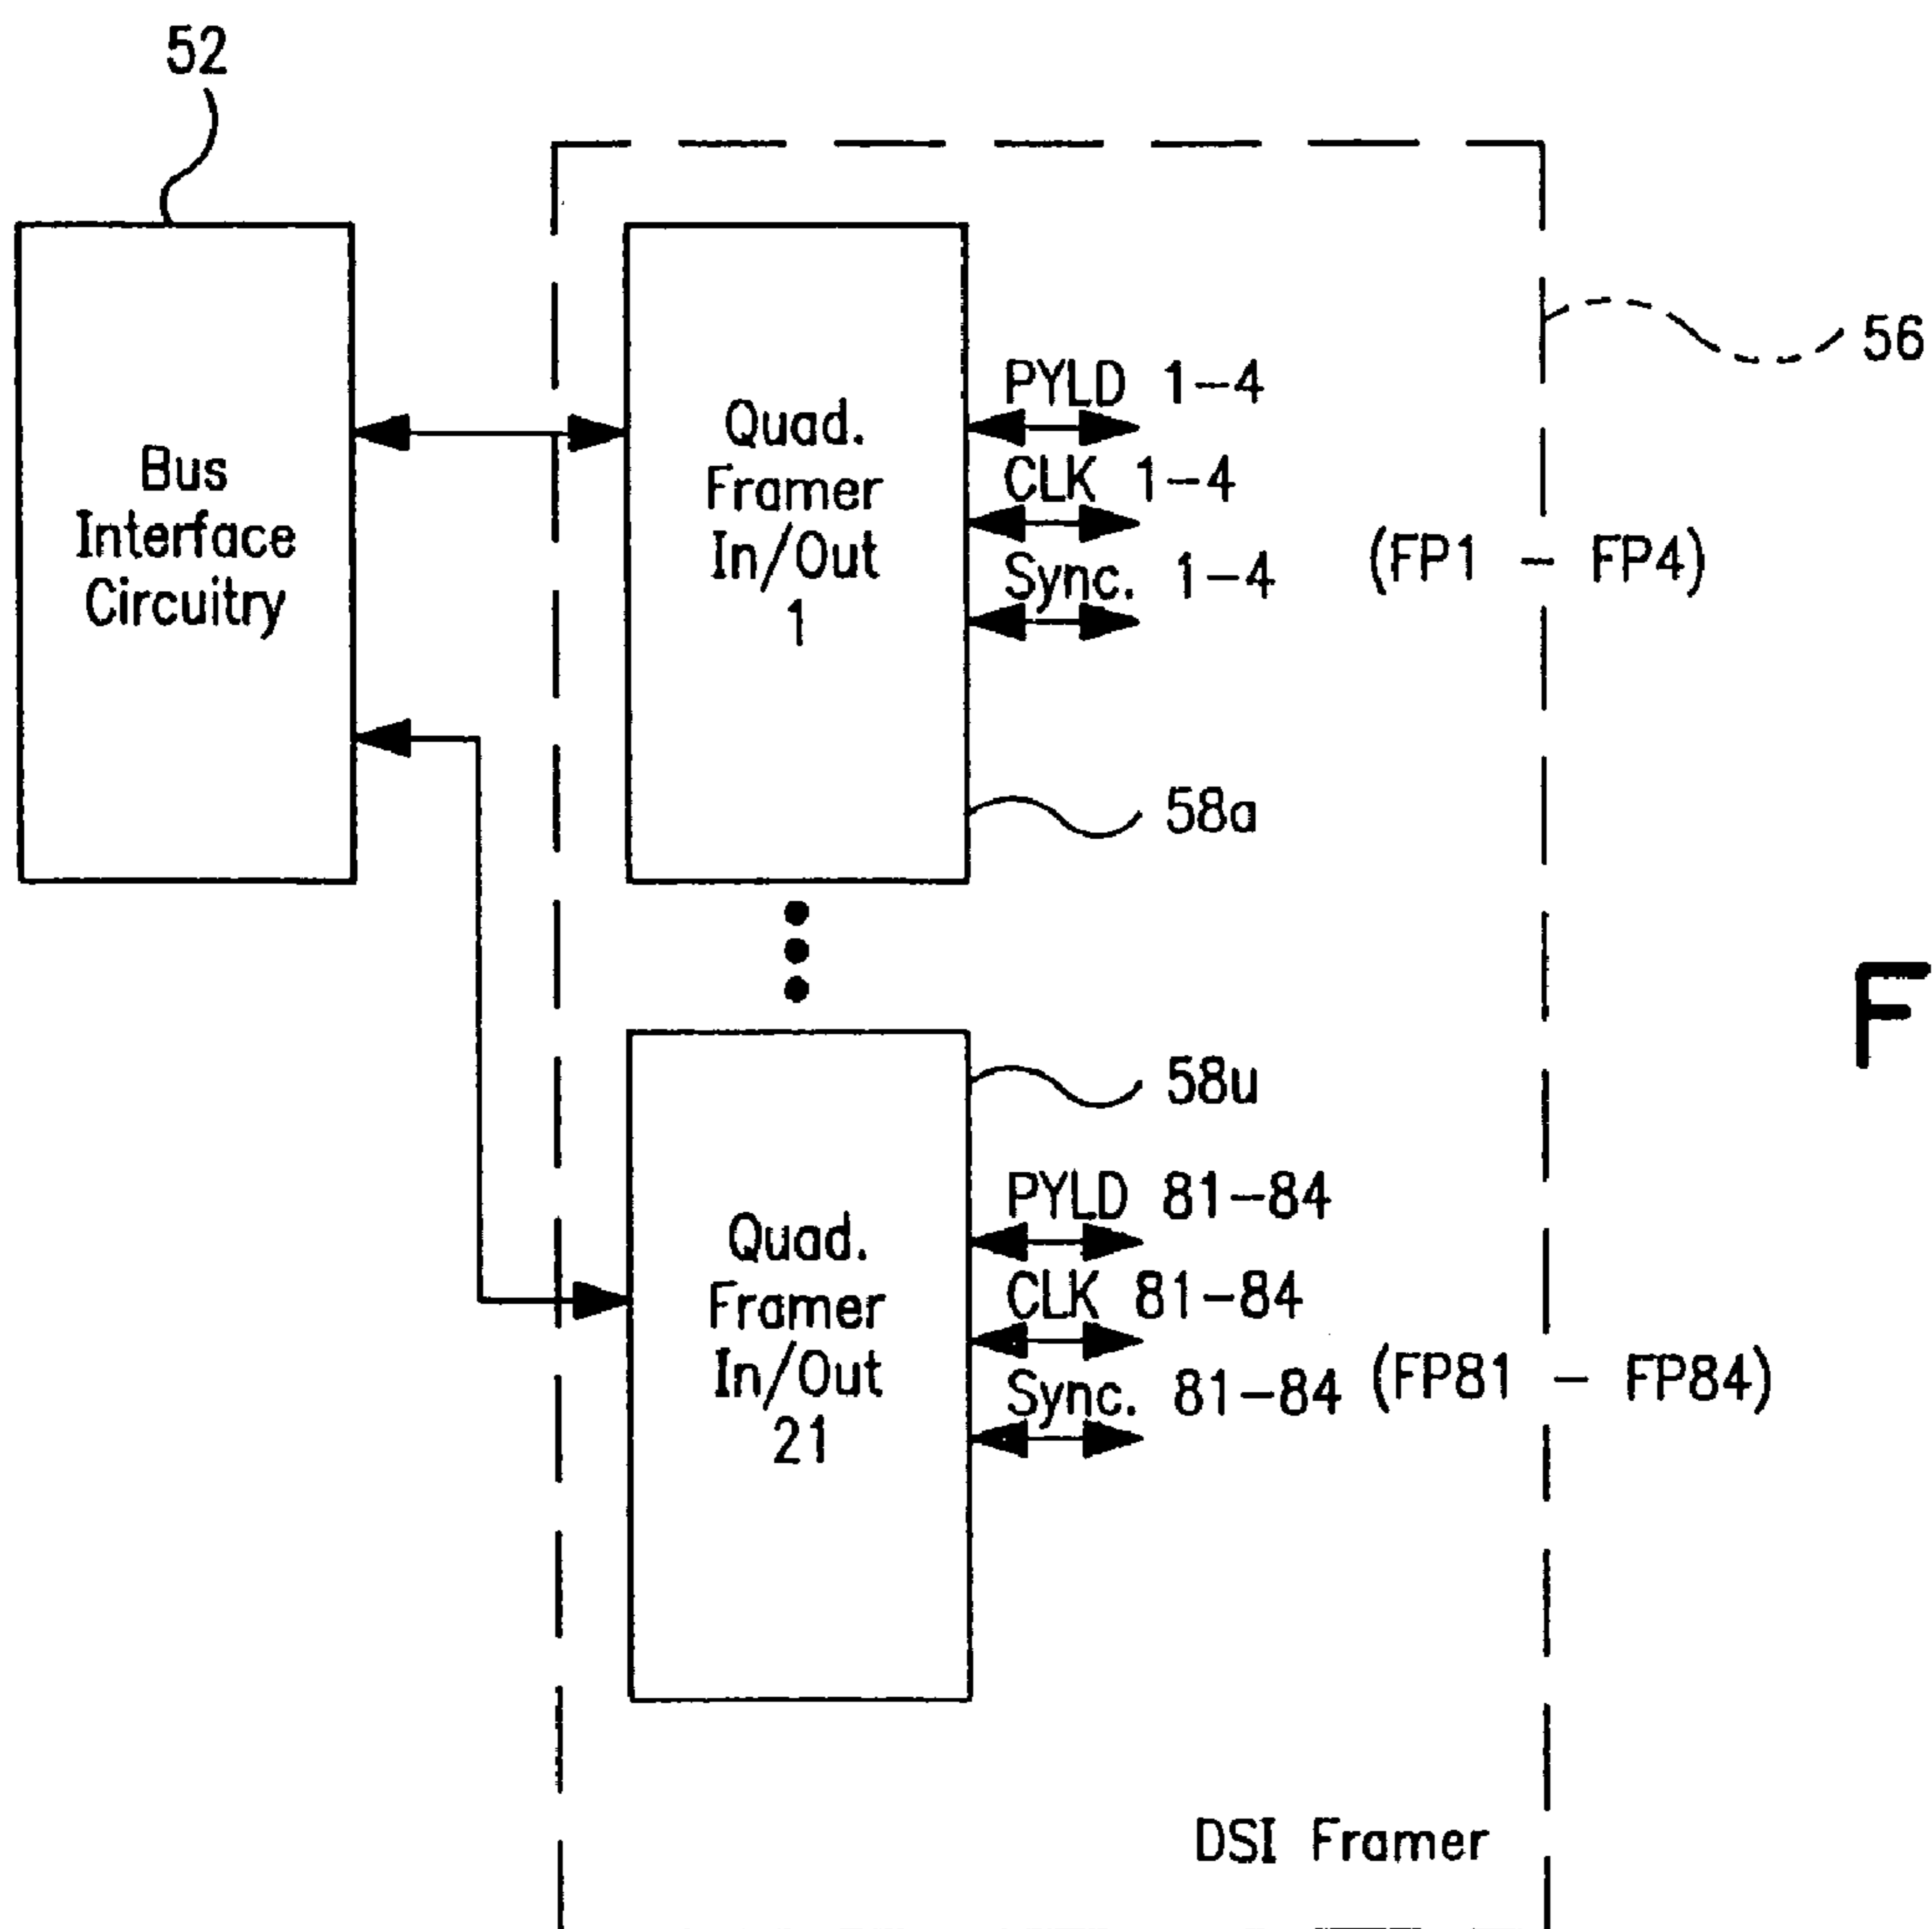 52
56
Bus
Interface
Circuitry
Quad.
Framer
In/Out
1
PYLD 1-4
CLK 1-4
Sync. 1-4
(FP1 - FP4)
58a
F
58u
Quad.
Framer
In/Out
21
PYLD 81-84
CLK 81-84
Sync. 81-84
(FP81 - FP84)
DSI Framer